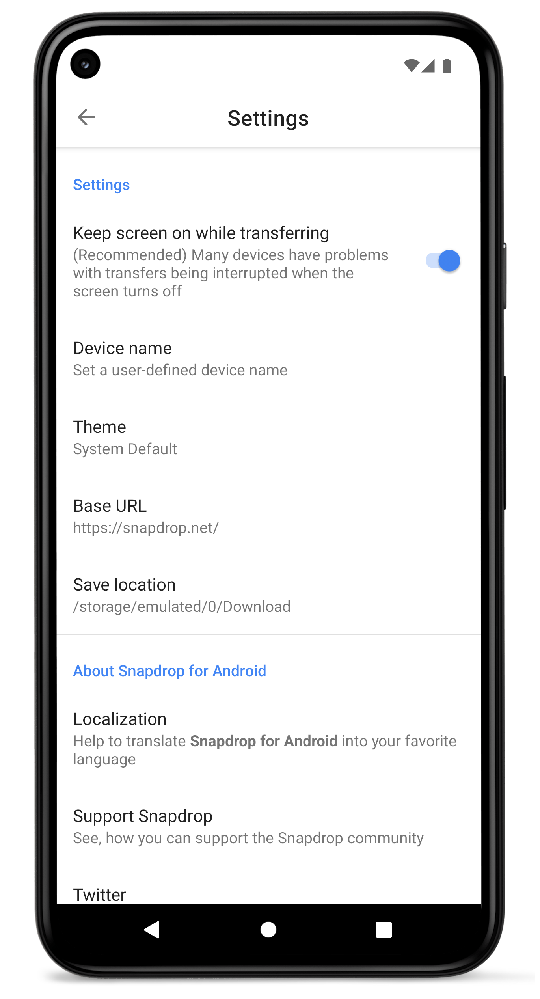 Settings
Settings
Keep screen on while transferring
(Recommended) Many devices have problems
with transfers being interrupted when the
screen turns off
Device name
Set a user-defined device name
Theme
System Default
Base URL
https://snapdrop.net/
Save location
/storage/emulated/0/Download
About Snapdrop for Android
Localization
Help to translate Snapdrop for Android into your favorite
language
Support Snapdrop
See, how you can support the Snapdrop community
Twitter